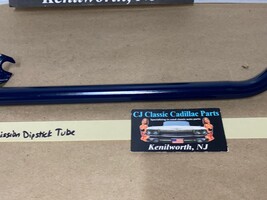 Kenilworth, NJ
ission Dipstick Tube
CJ Classic Cadillac Parts
Kenilworth, NJ